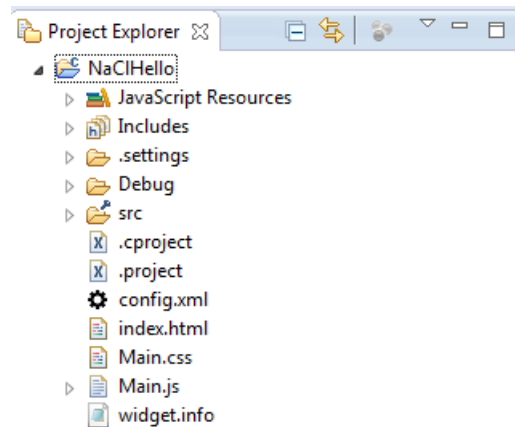 Project Explorer
NaClHello
JavaScript Resources
Includes
.settings
Debug
src
.cproject
.project
config.xml
index.html
Main.css
Main.js
widget.info